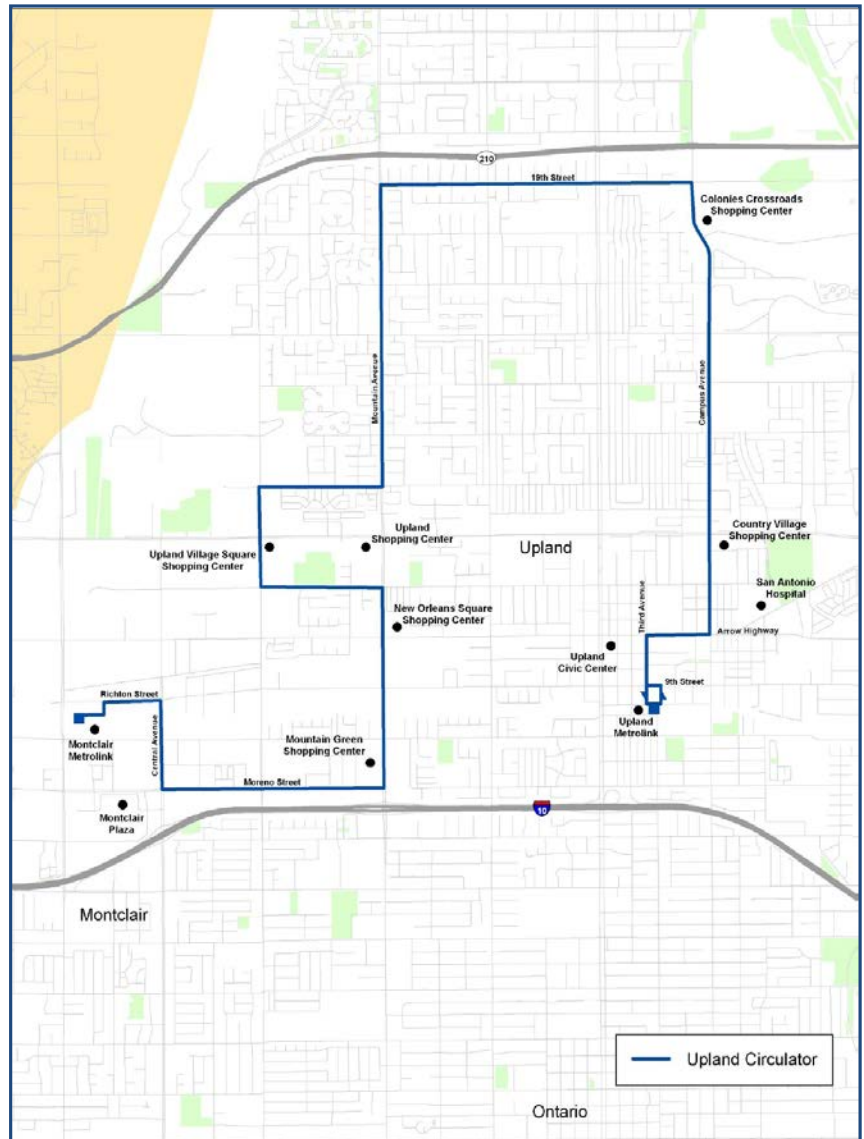 210
19th Street
Colonies Crossroads
Shopping Center
Mountain Avenue
Campus Avenue
Upland
Shopping Center
Upland Village Square
Shopping Center
Upland
Country Village
Shopping Center
San Antonio
Hospital
Third Avenue
New Orleans Square
Shopping Center
Arrow Highway
Upland
Civic Center
9th Street
Richton Street
Upland
Metrolink
Montclair
Metrolink
Central Avenue
Mountain Green
Shopping Center
Moreno Street
Montclair
Plaza
10
Montclair
Upland Circulator
Ontario